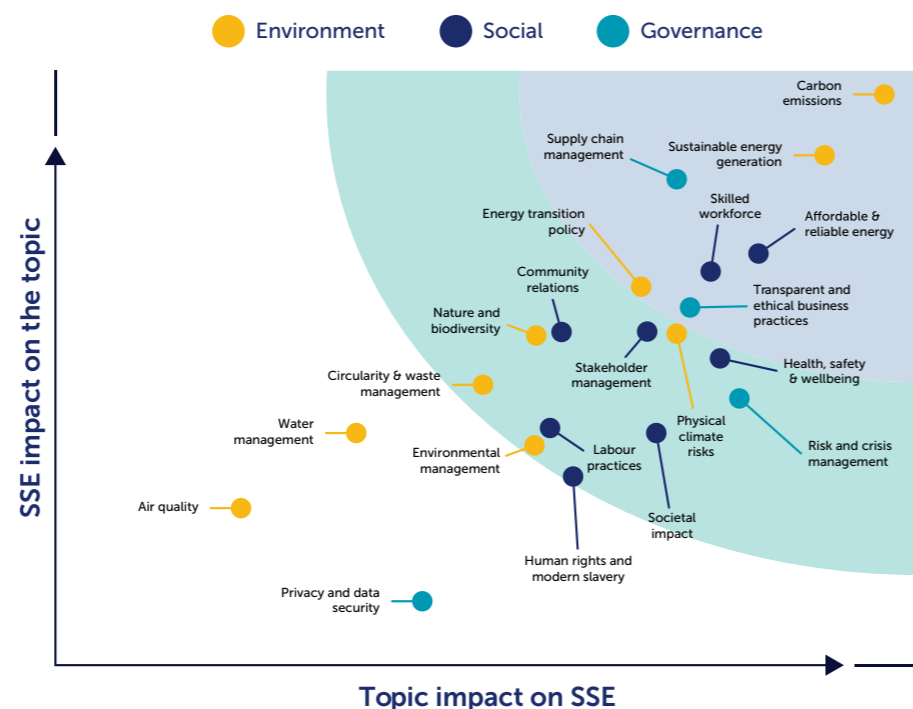 Environment
Social
Governance
Carbon
emissions
Supply chain
management
Sustainable energy
generation
Skilled
workforce
Energy transition
policy
Affordable &
reliable energy
Community
relations
Transparent and
ethical business
practices
Nature and
biodiversity
Stakeholder
management
Health, safety
& wellbeing
Circularity & waste
management
Physical
climate
risks
Water
management
Environmental
management
Labour
practices
Risk and crisis
management
Air quality
Societal
impact
Human rights and
modern slavery
Privacy and data
security
SSE impact on the topic
Topic impact on SSE